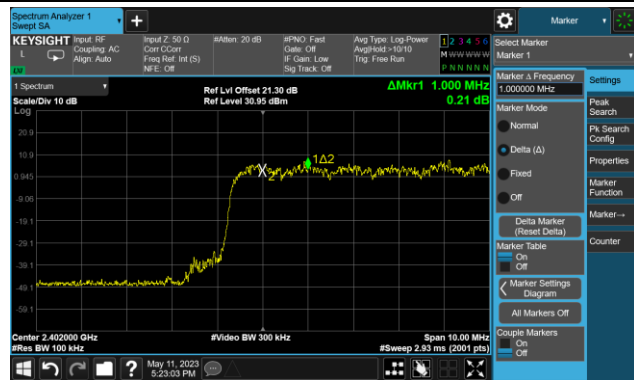 Spectrum Analyzer 1
Swept SA
Marker
KEYSIGHT
L
LM
Input: RF
Coupling: AC
Align: Auto
Input Z: 50 Ω
Corr CCorr
Freq Ref: Int (S)
NFE: Off
#Atten: 20 dB
#PNO: Fast
Gate: Off
IF Gain: Low
Sig Track: Off
Avg Type: Log-Power
Avg|Hold:>10/10
Trig: Free Run
1 2 3 4 5 6
M W W W W W
P N N N N N
Select Marker
Marker 1
1 Spectrum
Scale/Div 10 dB
Log
Ref Lvl Offset 21.30 dB
Ref Level 30.95 dBm
ΔMkr1 1.000 MHz
0.21 dB
20.9
10.9
0.945
-9.06
-19.1
-29.1
-39.1
-49.1
-59.1
1Δ2
X2
Center 2.402000 GHz
#Res BW 100 kHz
#Video BW 300 kHz
Span 10.00 MHz
#Sweep 2.93 ms (2001 pts)
Marker Δ Frequency
1.000000 MHz
Marker Mode
Normal
Delta (Δ)
Fixed
Off
Delta Marker
(Reset Delta)
Marker Table
On
Off
Marker Settings
Diagram
All Markers Off
Couple Markers
On
Off
Settings
Peak
Search
Pk Search
Config
Properties
Marker
Function
Marker→
Counter
?
May 11, 2023
5:23:03 PM